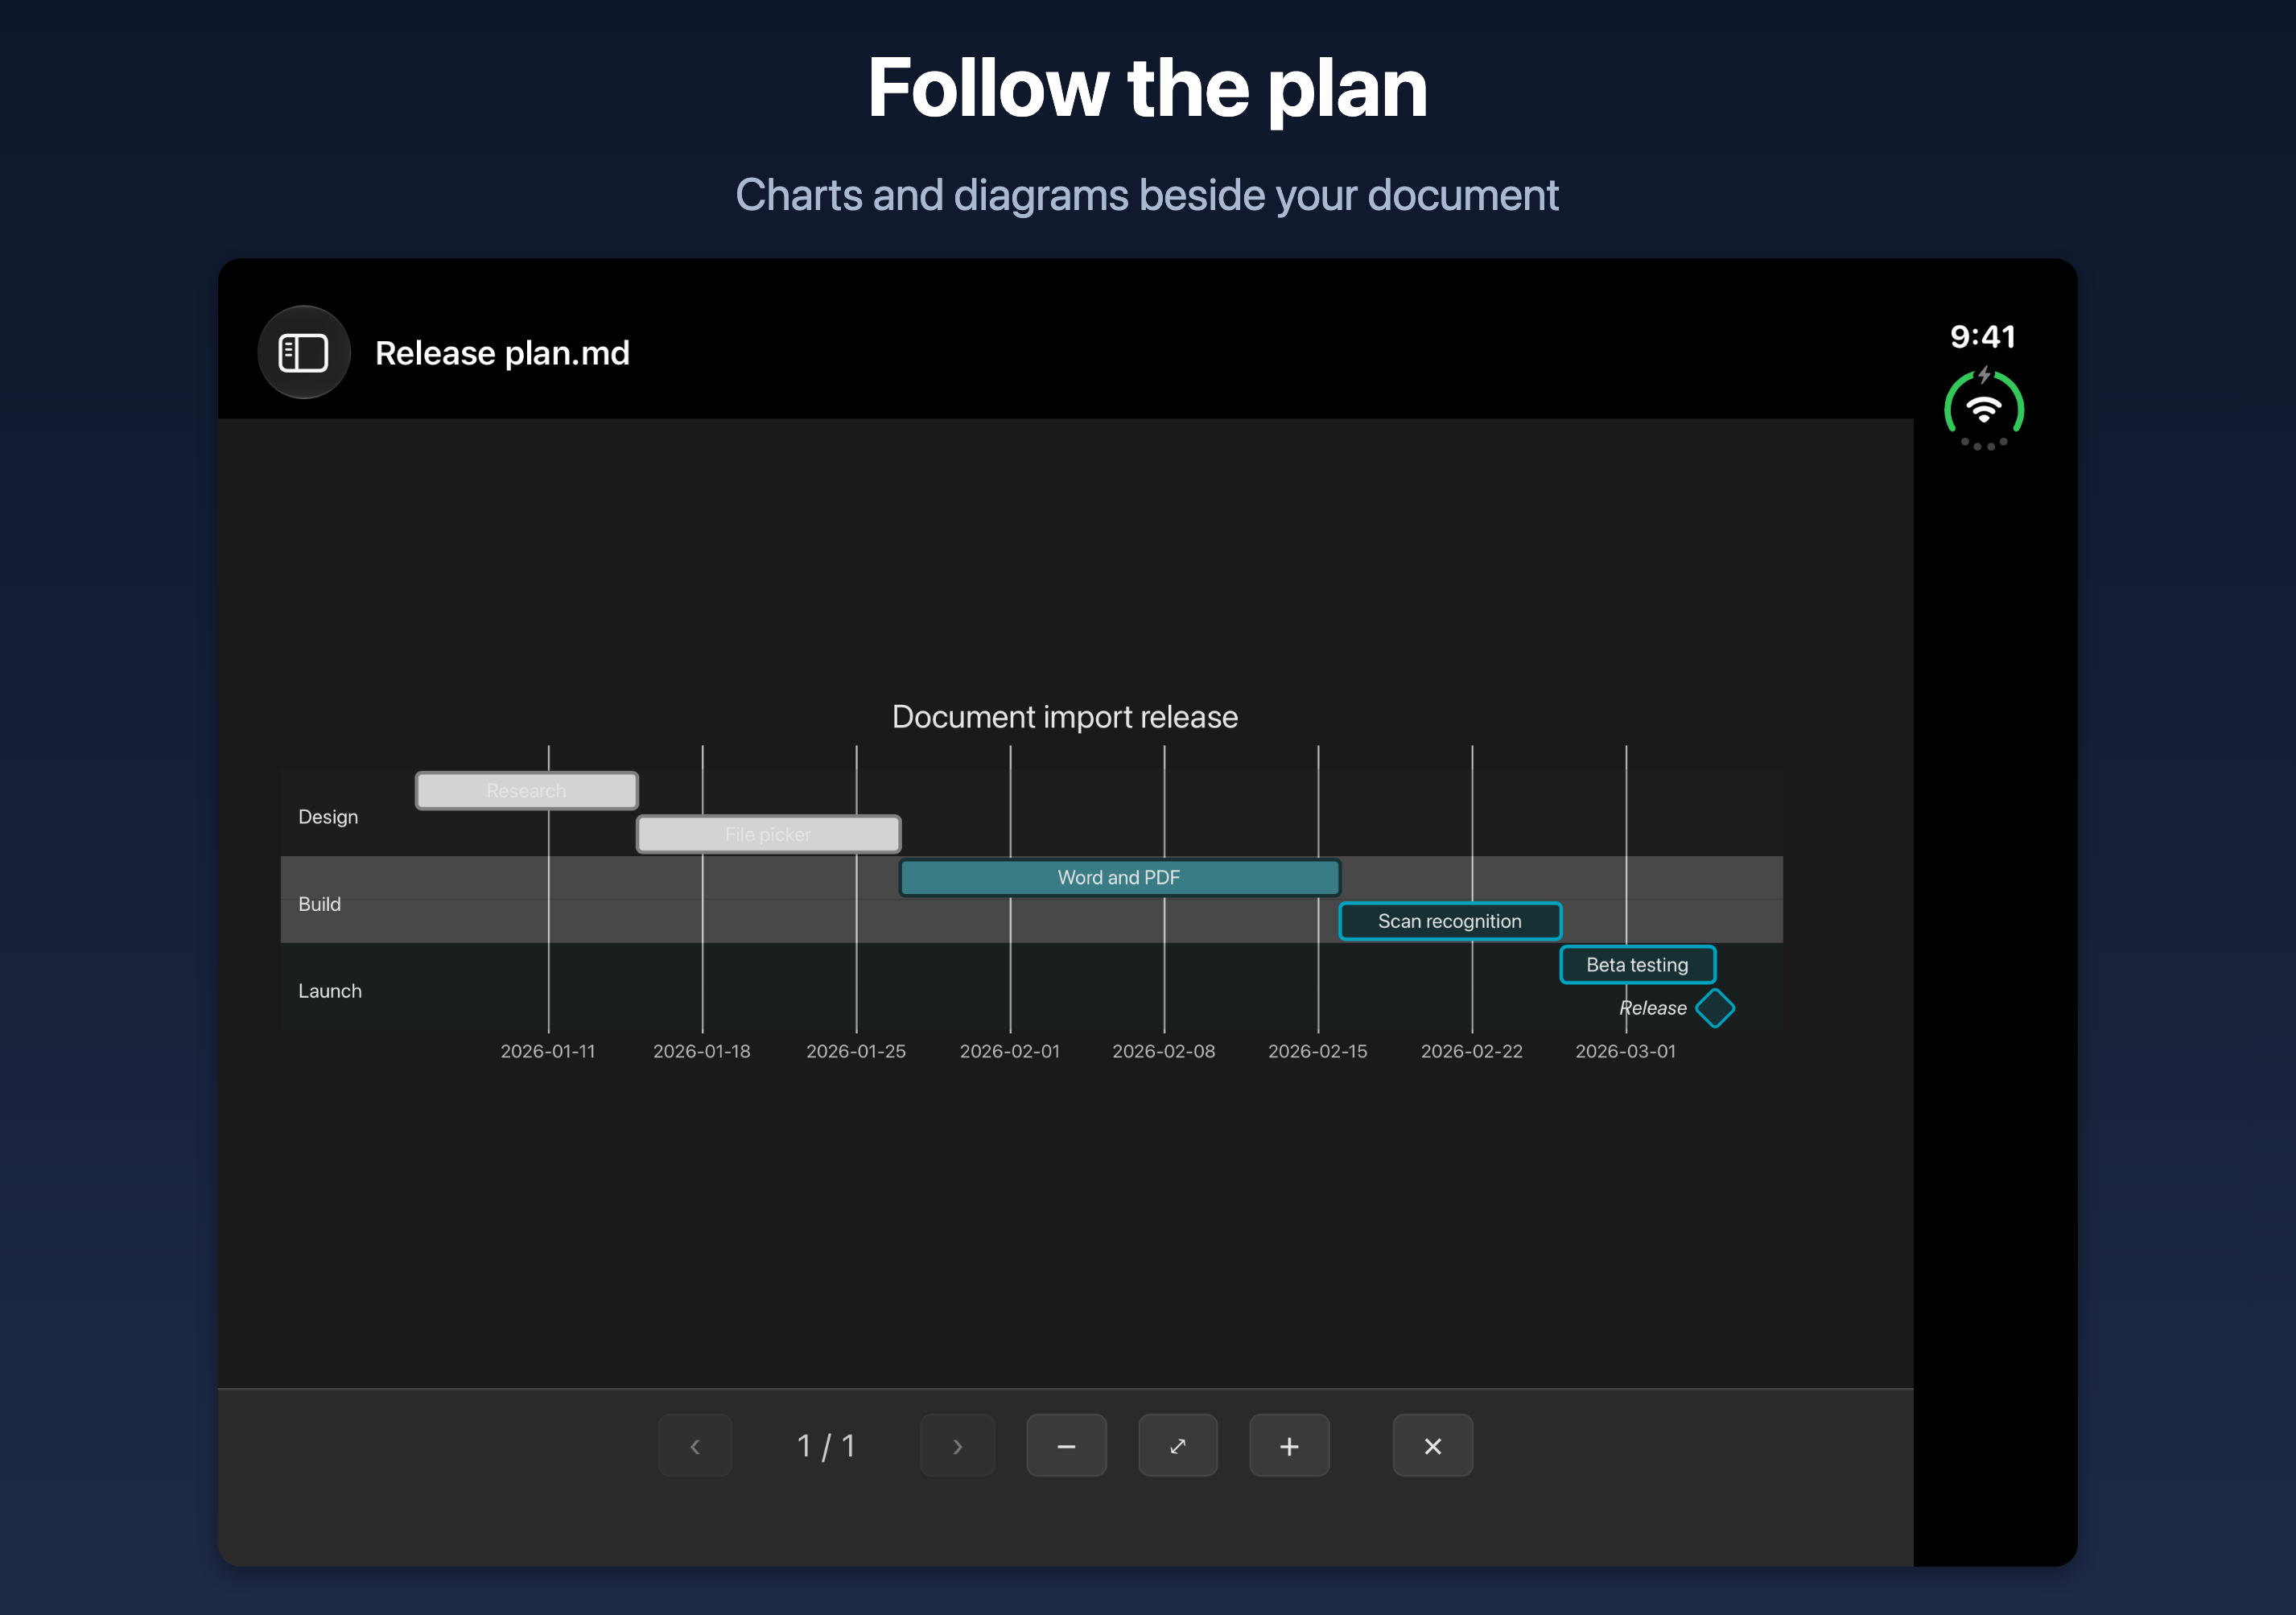 Follow the plan
Charts and diagrams beside your document
Release plan.md
9:41
Document import release
Research
Design
File picker
Word and PDF
Build
Scan recognition
Beta testing
Launch
Release
2026-01-11 2026-01-18 2026-01-25 2026-02-01 2026-02-08 2026-02-15 2026-02-22 2026-03-01
1 / 1